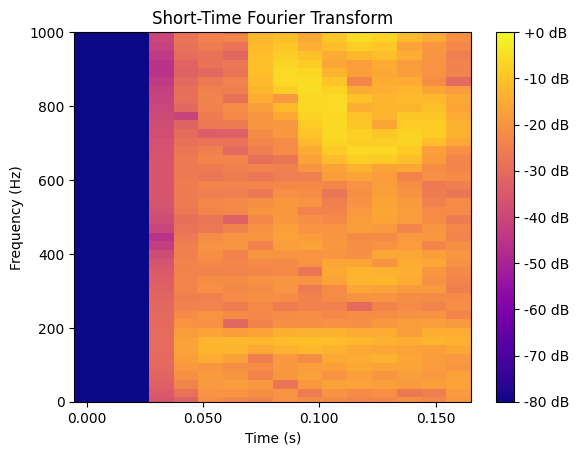 Short-Time Fourier Transform
1000
800
600
400
200
0
Frequency (Hz)
0.000
0.050
0.100
0.150
Time (s)
+0 dB
-10 dB
-20 dB
-30 dB
-40 dB
-50 dB
-60 dB
-70 dB
-80 dB